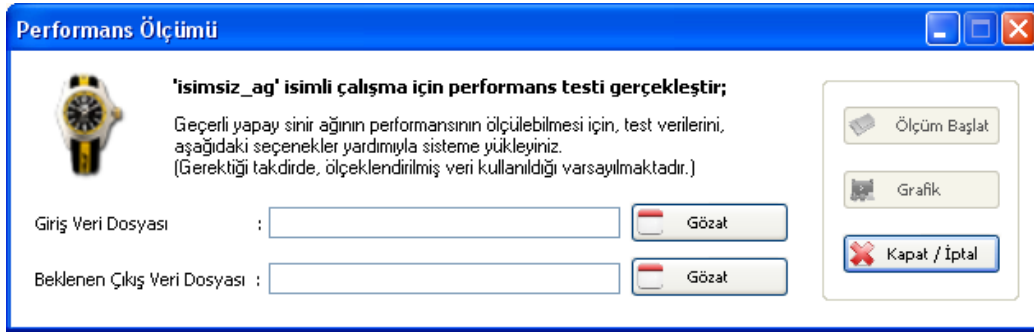 Performans Ölçümü
'isimsiz_ag' isimli çalışma için performans testi gerçekleştir;
Geçerli yapay sinir ağının performansının ölçülebilmesi için, test verilerini,
aşağıdaki seçenekler yardımıyla sisteme yükleyiniz.
(Gerektiği takdirde, ölçeklendirilmiş veri kullanıldığı varsayılmaktadır.)
Giriş Veri Dosyası : Gözat
Beklenen Çıkış Veri Dosyası : Gözat
Ölçüm Başlat
Grafik
Kapat / İptal